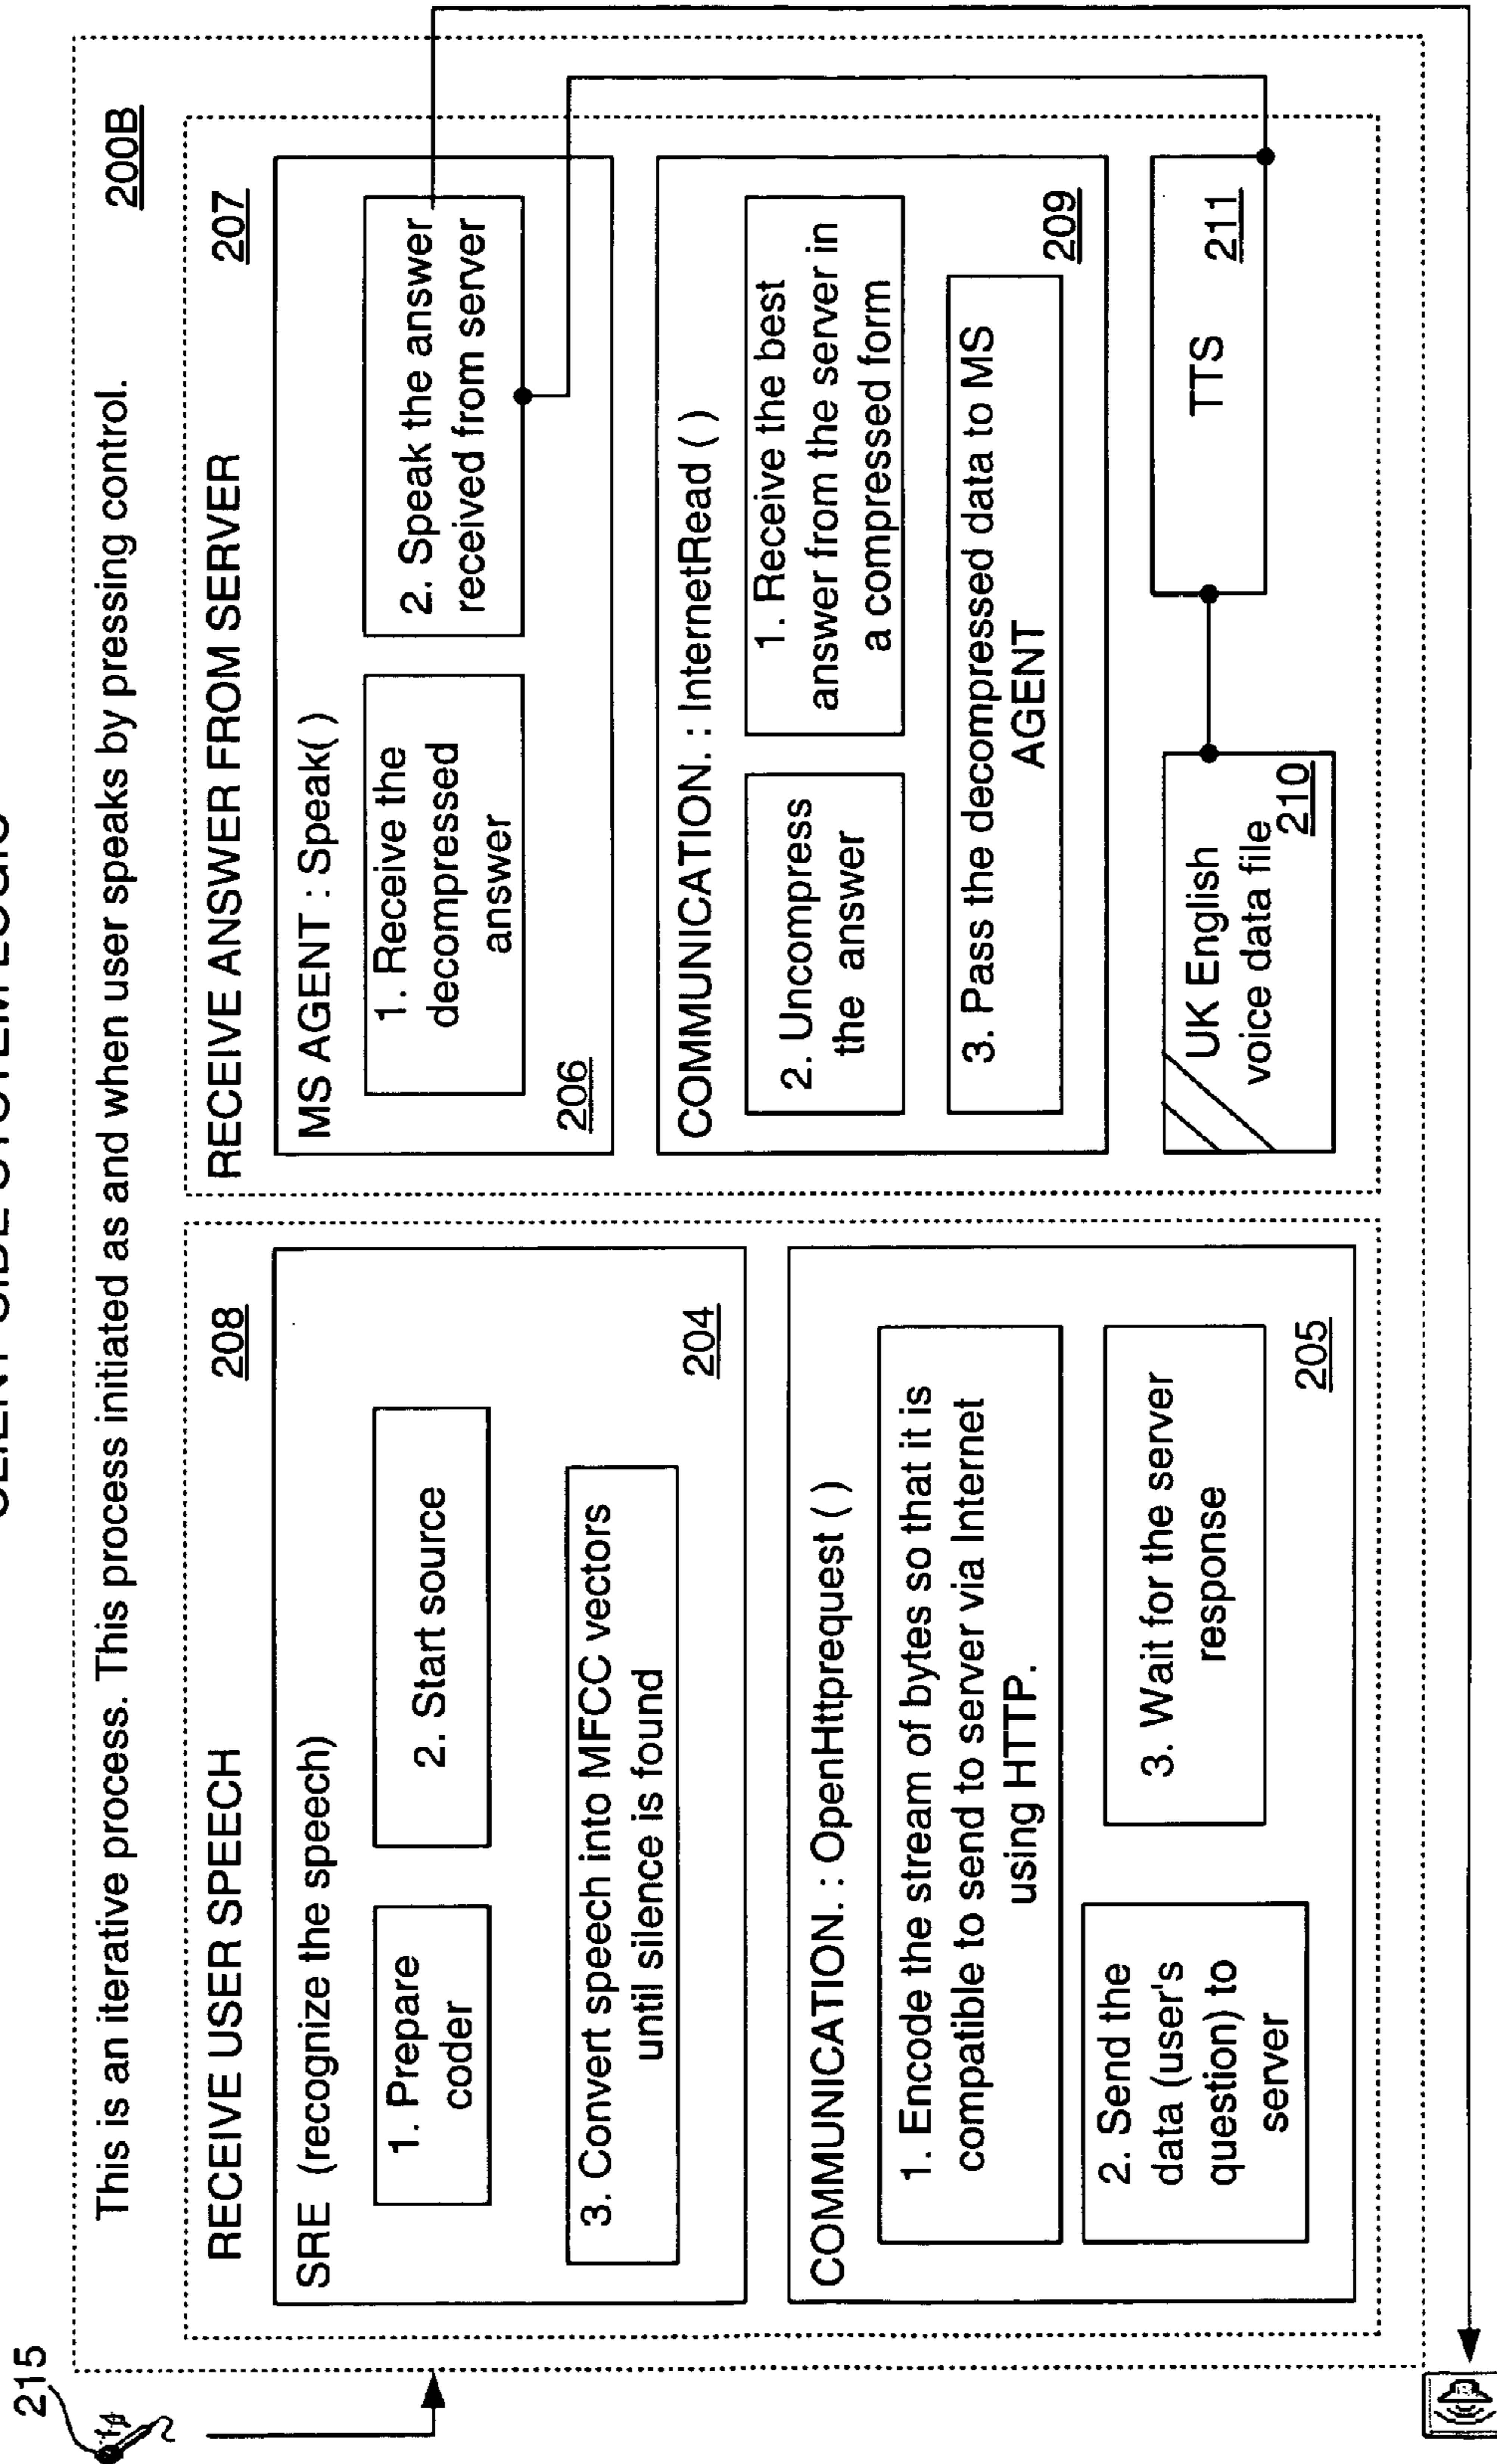 CLIENT SIDE SYSTEM LOGIC
This is an iterative process. This process initiated as and when user speaks by pressing control.
200B
215
RECEIVE USER SPEECH
208
SRE (recognize the speech)
1. Prepare
coder
2. Start source
3. Convert speech into MFCC vectors
until silence is found
204
COMMUNICATION. : OpenHttprequest ( )
1. Encode the stream of bytes so that it is
compatible to send to server via Internet
using HTTP.
2. Send the
data (user's
question) to
server
3. Wait for the server
response
205
RECEIVE ANSWER FROM SERVER
207
MS AGENT : Speak( )
1. Receive the
decompressed
answer
2. Speak the answer
received from server
206
COMMUNICATION. : InternetRead ( )
2. Uncompress
the answer
1. Receive the best
answer from the server in
a compressed form
3. Pass the decompressed data to MS
AGENT
209
UK English
voice data file
210
TTS
211